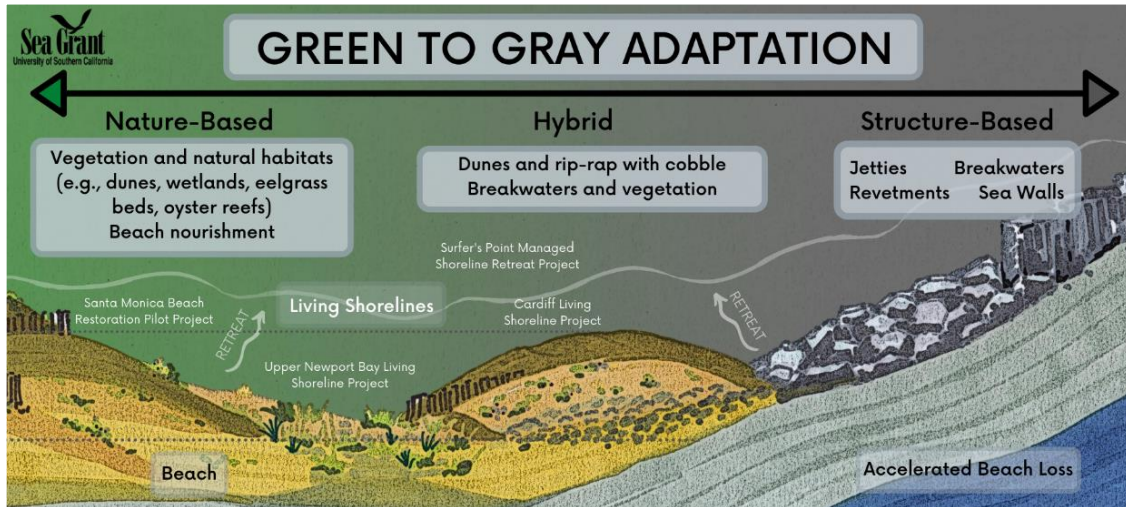 Sea Grant
University of Southern California
GREEN TO GRAY ADAPTATION
Nature-Based
Vegetation and natural habitats
(e.g., dunes, wetlands, eelgrass
beds, oyster reefs)
Beach nourishment
Hybrid
Dunes and rip-rap with cobble
Breakwaters and vegetation
Structure-Based
Jetties Breakwaters
Revetments Sea Walls
Surfer's Point Managed
Shoreline Retreat Project
Santa Monica Beach
Restoration Pilot Project
RETREAT
Living Shorelines
Cardiff Living
Shoreline Project
RETREAT
Upper Newport Bay Living
Shoreline Project
Beach
Accelerated Beach Loss